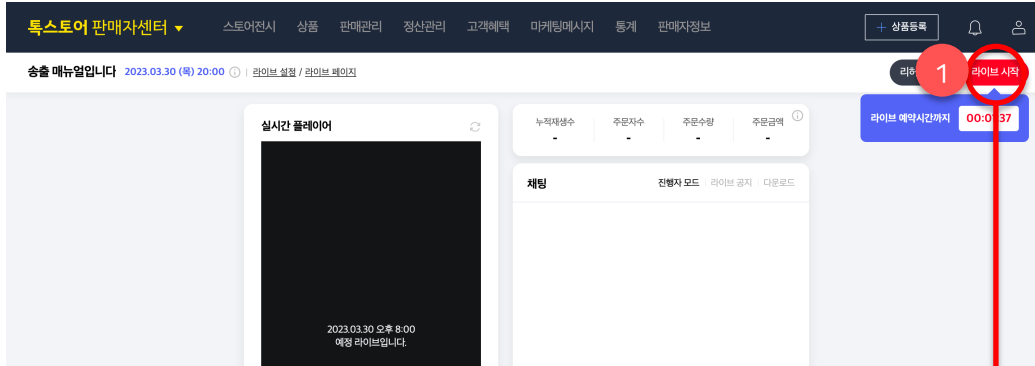 톡스토어 판매자센터 ▼ 스토어전시 상품 판매관리 정산관리 고객혜택 마케팅메시지 통계 판매자정보 + 상품등록
송출 매뉴얼입니다 2023.03.30 (목) 20:00 라이브 설정 / 라이브 페이지
1 라이브 시작
라이브 예약시간까지
실시간 플레이어
누적재생수 주문자수 주문수량 주문금액
- - - -
채팅 진행자 모드 라이브 공지 다운로드
2023.03.30 오후 8:00
예정 라이브입니다.